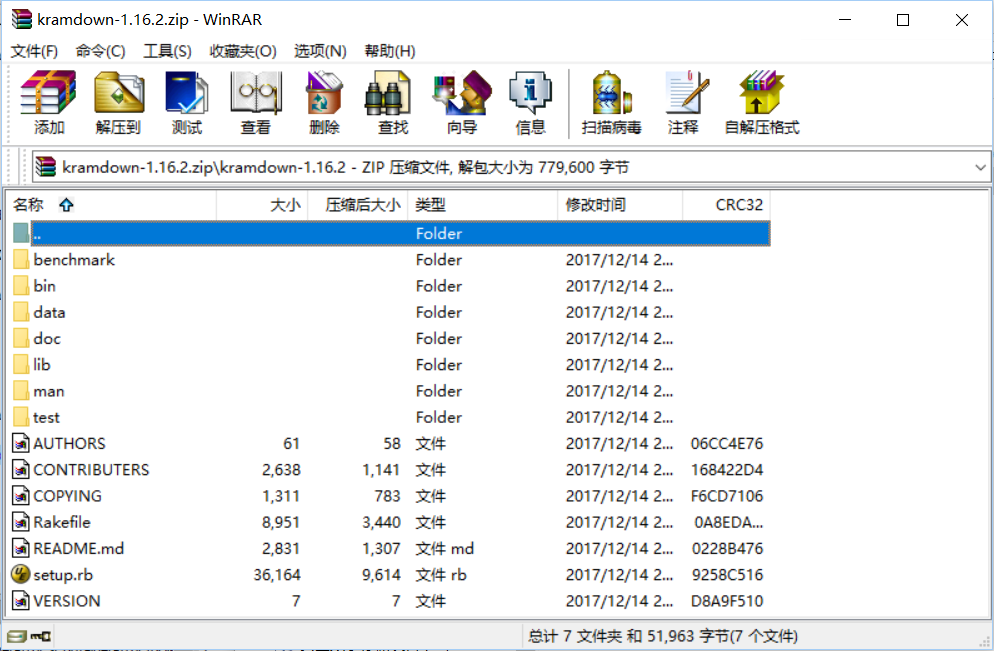 kramdown-1.16.2.zip - WinRAR
文件(F) 命令(C) 工具(S) 收藏夹(O) 选项(N) 帮助(H)
添加 解压到 测试 查看 删除 查找 向导 信息 扫描病毒 注释 自解压格式
kramdown-1.16.2.zip\kramdown-1.16.2 - ZIP 压缩文件, 解包大小为 779,600 字节
名称 大小 压缩后大小 类型 修改时间 CRC32
.. Folder
benchmark Folder 2017/12/14 2...
bin Folder 2017/12/14 2...
data Folder 2017/12/14 2...
doc Folder 2017/12/14 2...
lib Folder 2017/12/14 2...
man Folder 2017/12/14 2...
test Folder 2017/12/14 2...
AUTHORS 61 58 文件 2017/12/14 2... 06CC4E76
CONTRIBUTERS 2,638 1,141 文件 2017/12/14 2... 168422D4
COPYING 1,311 783 文件 2017/12/14 2... F6CD7106
Rakefile 8,951 3,440 文件 2017/12/14 2... 0A8EDA...
README.md 2,831 1,307 文件 md 2017/12/14 2... 0228B476
setup.rb 36,164 9,614 文件 rb 2017/12/14 2... 9258C516
VERSION 7 7 文件 2017/12/14 2... D8A9F510
总计 7 文件夹 和 51,963 字节(7 个文件)